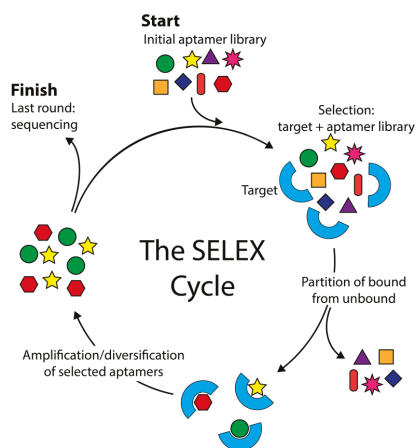 Start
Initial aptamer library
Finish
Last round:
sequencing
Selection:
target + aptamer library
Target
The SELEX
Cycle
Partition of bound
from unbound
Amplification/diversification
of selected aptamers